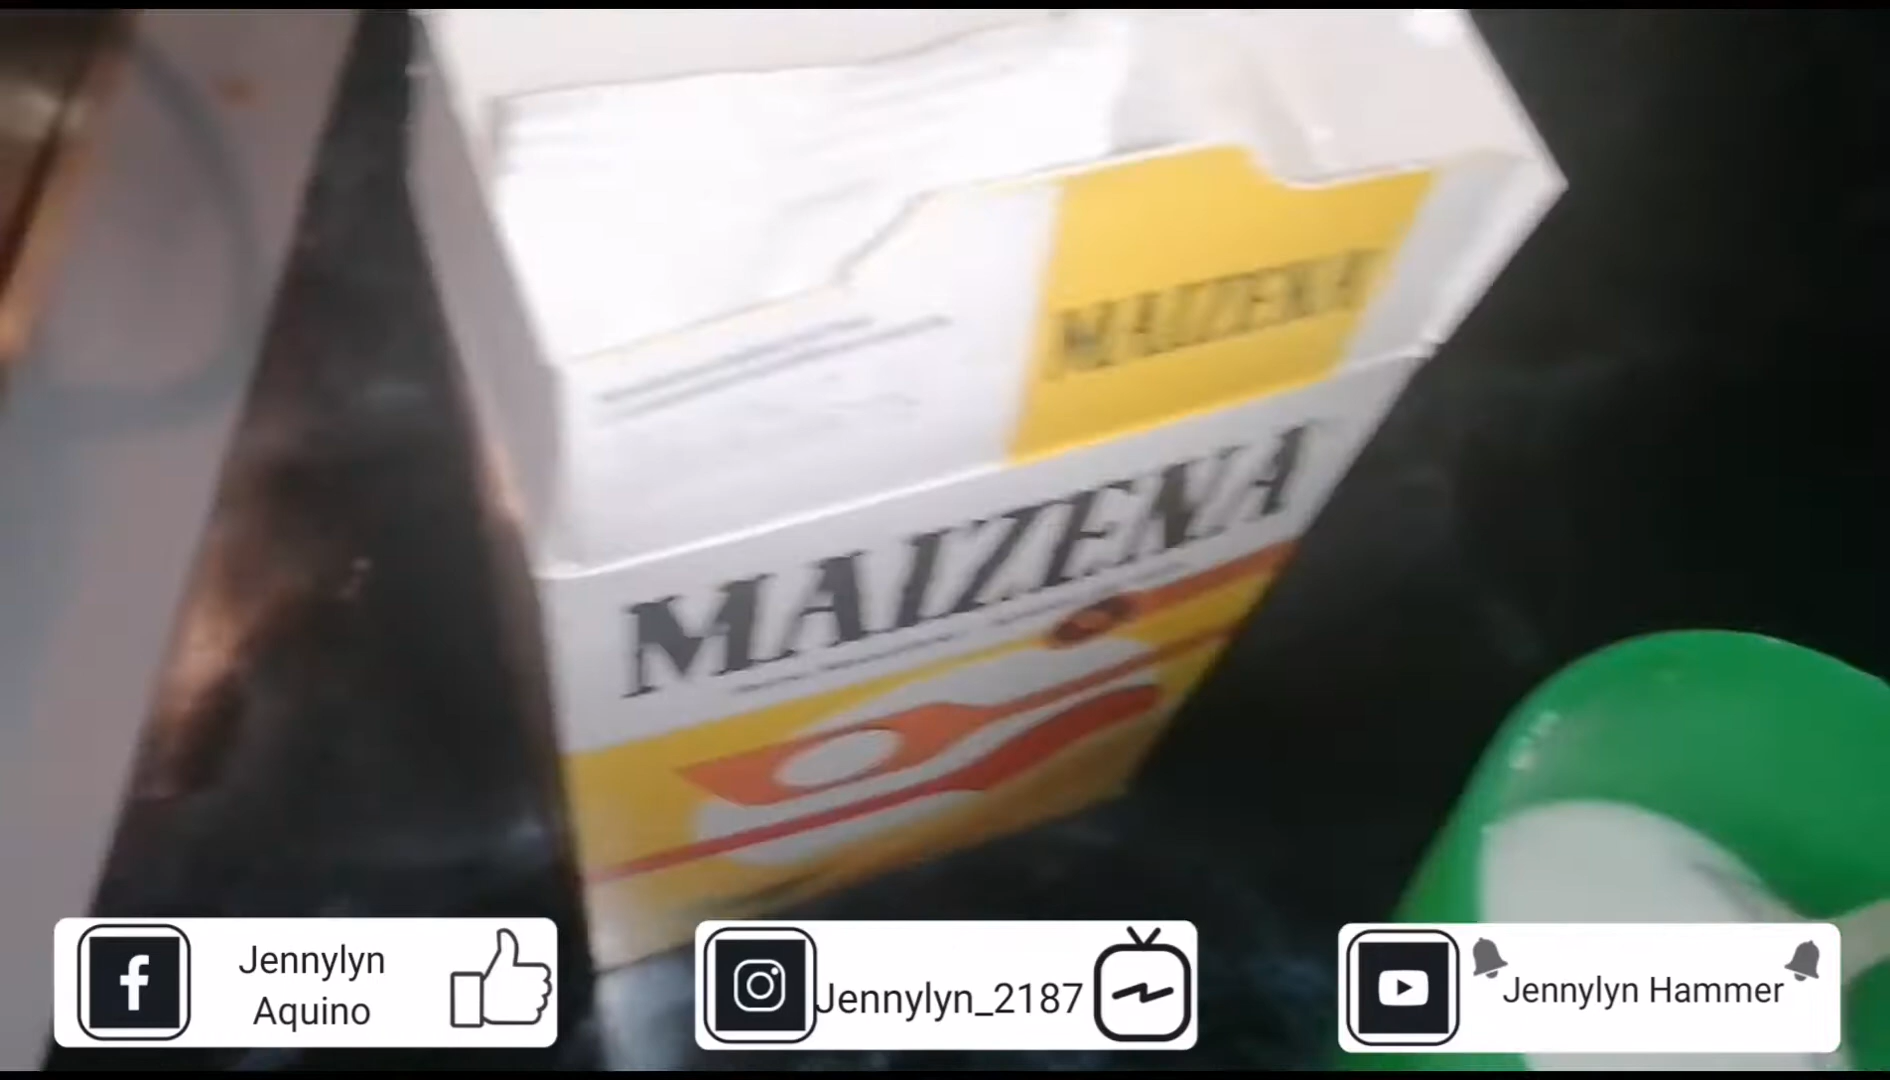 MAIZENA
MAIZENA
Jennylyn
Aquino
Jennylyn_2187
Jennylyn Hammer